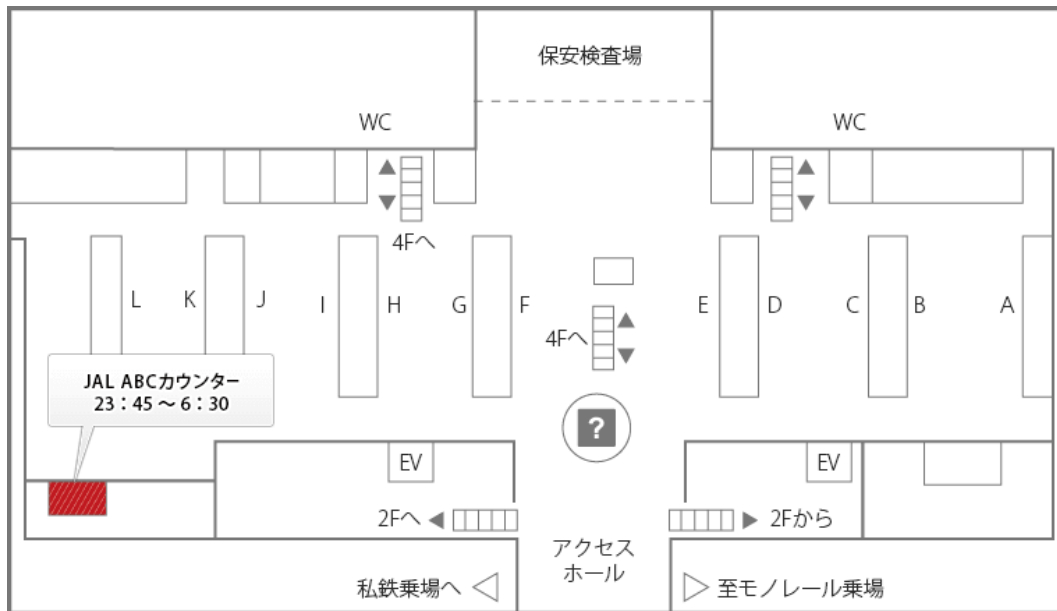 保安検査場
WC
WC
4Fへ
L
K
J
I
H
G
F
E
D
C
B
A
4Fへ
JAL ABCカウンター
23：45 ～ 6：30
?
EV
EV
2Fへ
2Fから
アクセス
ホール
私鉄乗場へ
至モノレール乗場